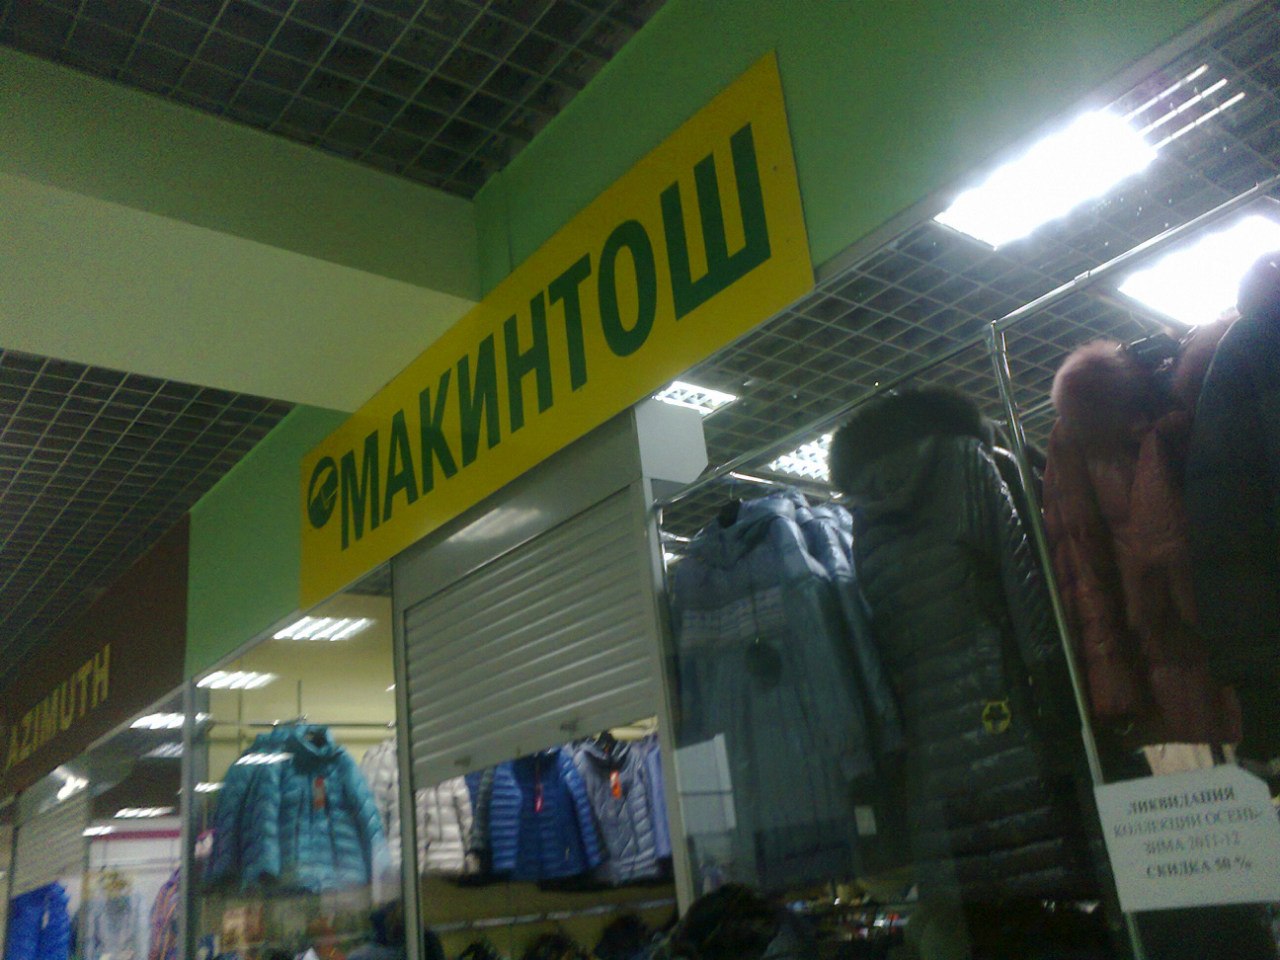 МАКИНТОШ
AZIMUTH
ЛИКВИДАЦИЯ
КОЛЛЕКЦИИ ОСЕНЬ-
ЗИМА 2011-12
СКИДКА 50 %